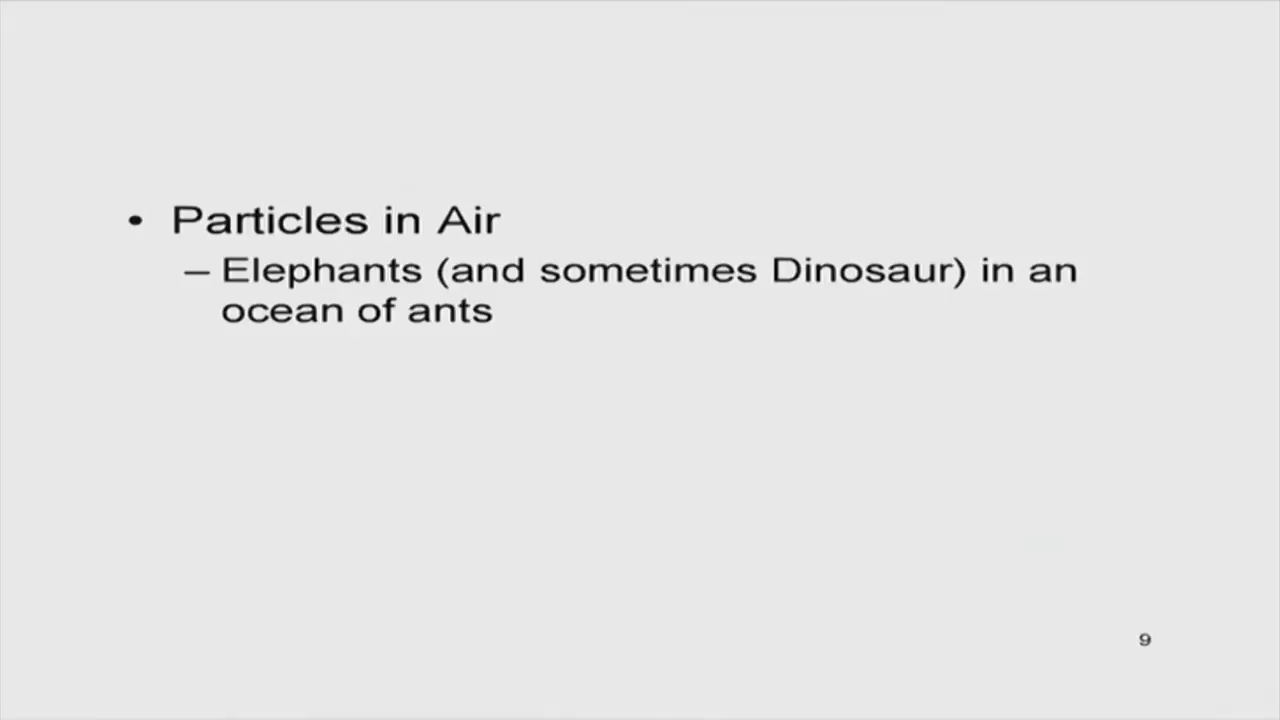 • Particles in Air
– Elephants (and sometimes Dinosaur) in an
ocean of ants
9